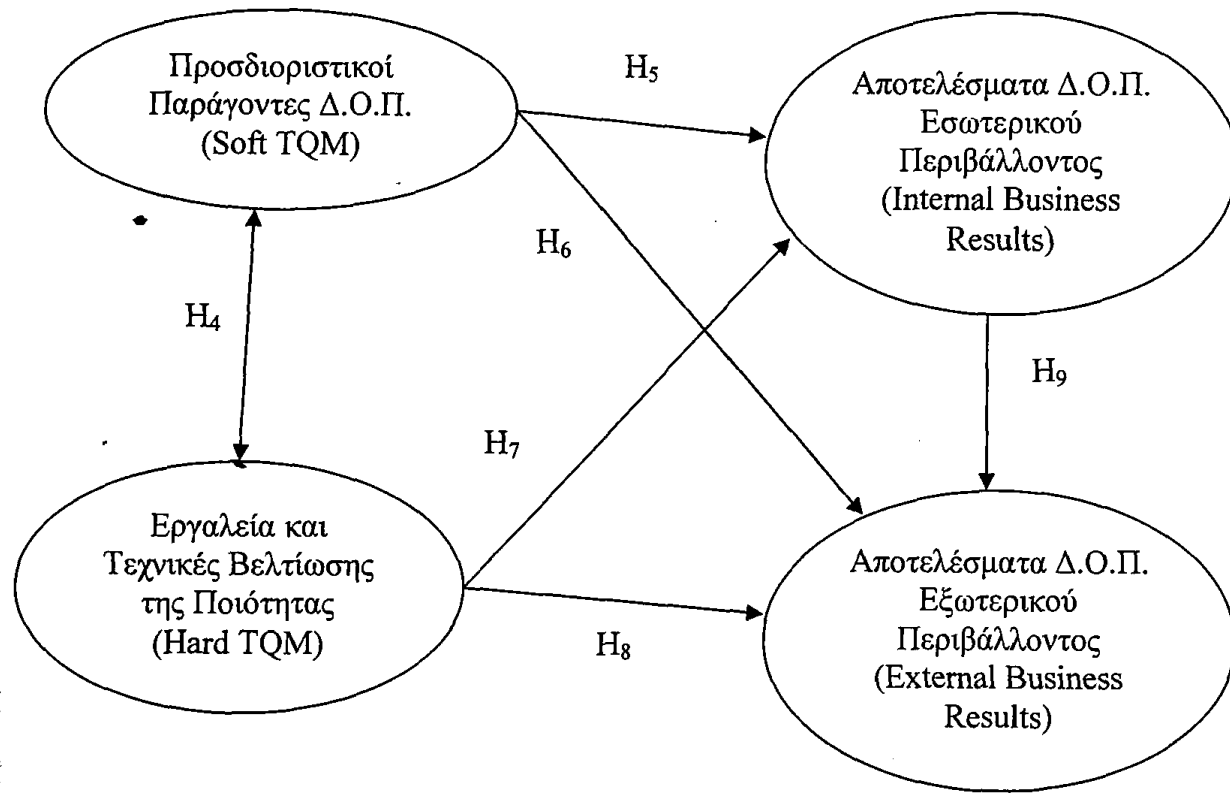 Προσδιοριστικοί
Παράγοντες Δ.Ο.Π.
(Soft TQM)
H₅
Αποτελέσματα Δ.Ο.Π.
Εσωτερικού
Περιβάλλοντος
(Internal Business
Results)
H₆
H₄
H₉
H₇
Εργαλεία και
Τεχνικές Βελτίωσης
της Ποιότητας
(Hard TQM)
H₈
Αποτελέσματα Δ.Ο.Π.
Εξωτερικού
Περιβάλλοντος
(External Business
Results)